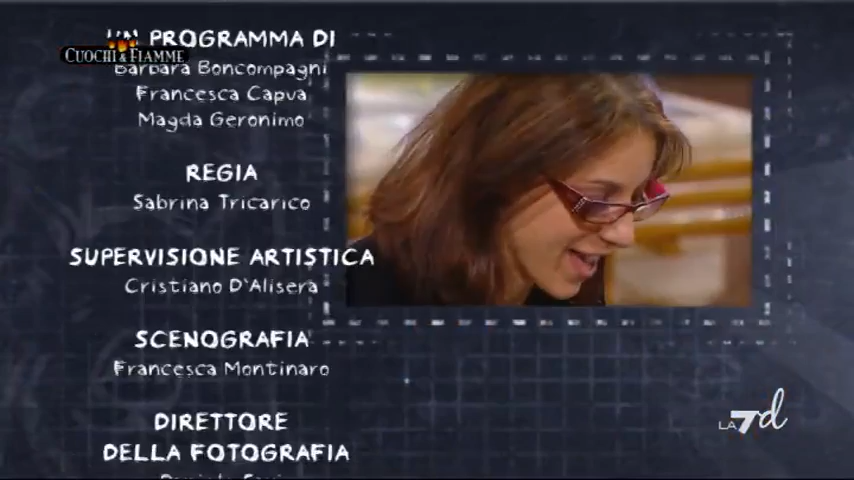 UN PROGRAMMA DI
CUOCHI & FIAMME
Barbara Boncompagni
Francesca Capua
Magda Geronimo
REGIA
Sabrina Tricarico
SUPERVISIONE ARTISTICA
Cristiano D'Alisera
SCENOGRAFIA
Francesca Montinaro
DIRETTORE
DELLA FOTOGRAFIA
LA7d